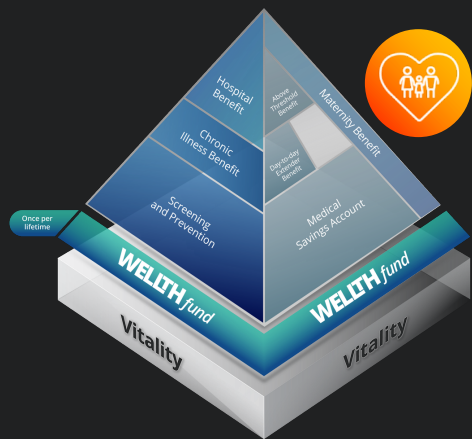 Hospital
Benefit
Chronic
Illness Benefit
Screening
and Prevention
Above
Threshold
Benefit
Day-to-day
Extender
Benefit
Maternity Benefit
Medical
Savings Account
Once per
lifetime
WELLTH fund
WELLTH fund
Vitality
Vitality